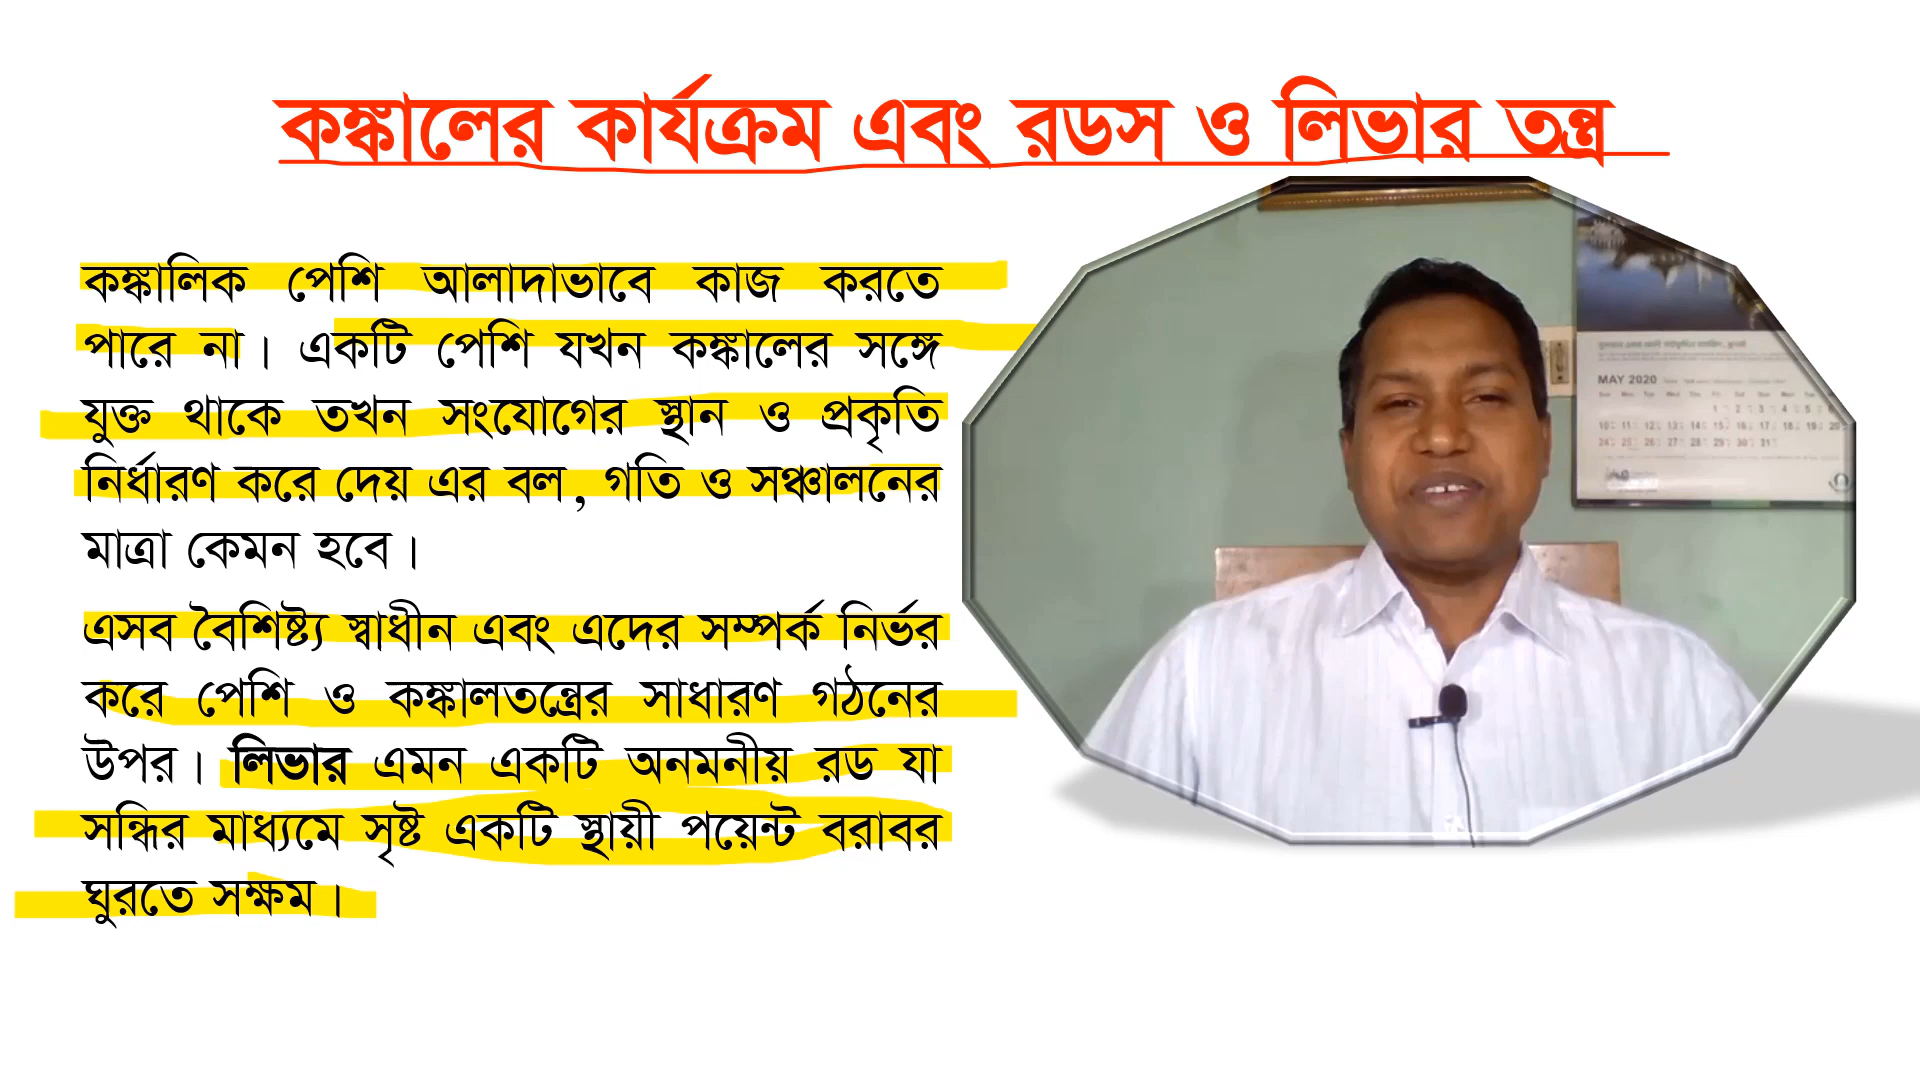 কঙ্কালের কার্যক্রম এবং রডস ও লিভার তন্ত্র
কঙ্কালিক পেশি আলাদাভাবে কাজ করতে
পারে না। একটি পেশি যখন কঙ্কালের সঙ্গে
যুক্ত থাকে তখন সংযোগের স্থান ও প্রকৃতি
নির্ধারণ করে দেয় এর বল, গতি ও সঞ্চালনের
মাত্রা কেমন হবে।
এসব বৈশিষ্ট্য স্বাধীন এবং এদের সম্পর্ক নির্ভর
করে পেশি ও কঙ্কালতন্ত্রের সাধারণ গঠনের
উপর। লিভার এমন একটি অনমনীয় রড যা
সন্ধির মাধ্যমে সৃষ্ট একটি স্থায়ী পয়েন্ট বরাবর
ঘুরতে সক্ষম।
MAY 2020